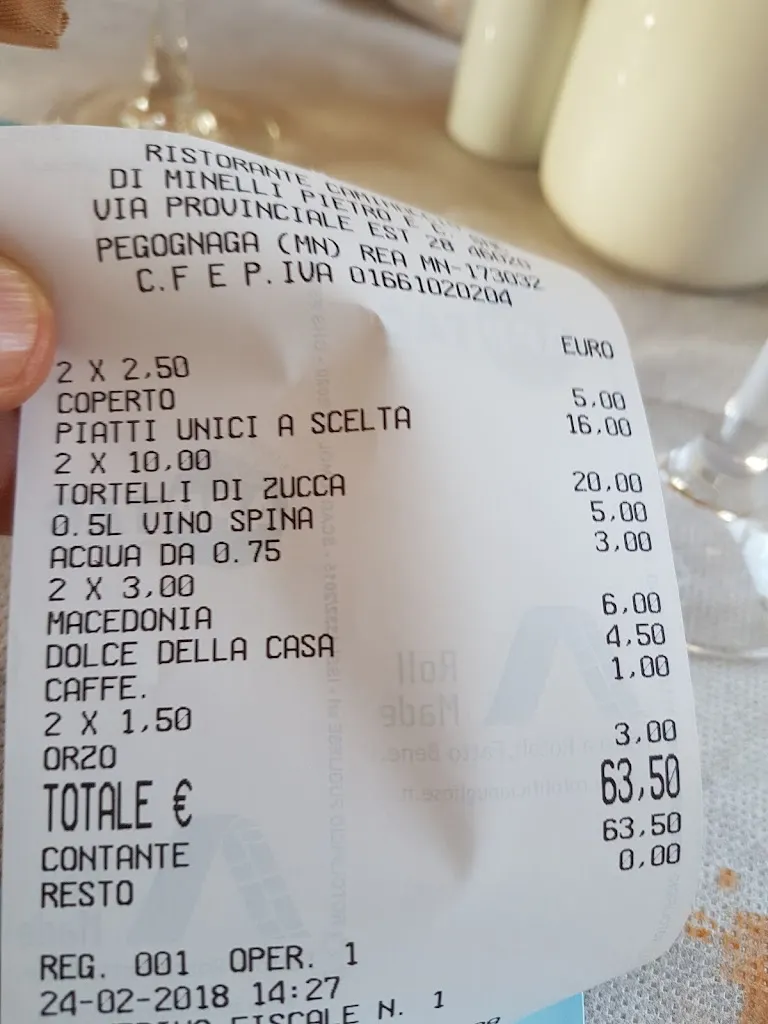 RISTORANTE
DI MINELLI PIETRO E C.
VIA PROVINCIALE EST 28
PEGOGNAGA (MN) REA MN-173032
C.F E P.IVA 01661020204
EURO
2 X 2,50
COPERTO 5,00
PIATTI UNICI A SCELTA 16,00
2 X 10,00
TORTELLI DI ZUCCA 20,00
0.5L VINO SPINA 5,00
ACQUA DA 0.75 3,00
2 X 3,00
MACEDONIA 6,00
DOLCE DELLA CASA 4,50
CAFFE. 1,00
2 X 1,50
ORZO 3,00
TOTALE € 63,50
CONTANTE 63,50
RESTO 0,00
REG. 001 OPER. 1
24-02-2018 14:27
FISCALE N. 1
Roll
Made